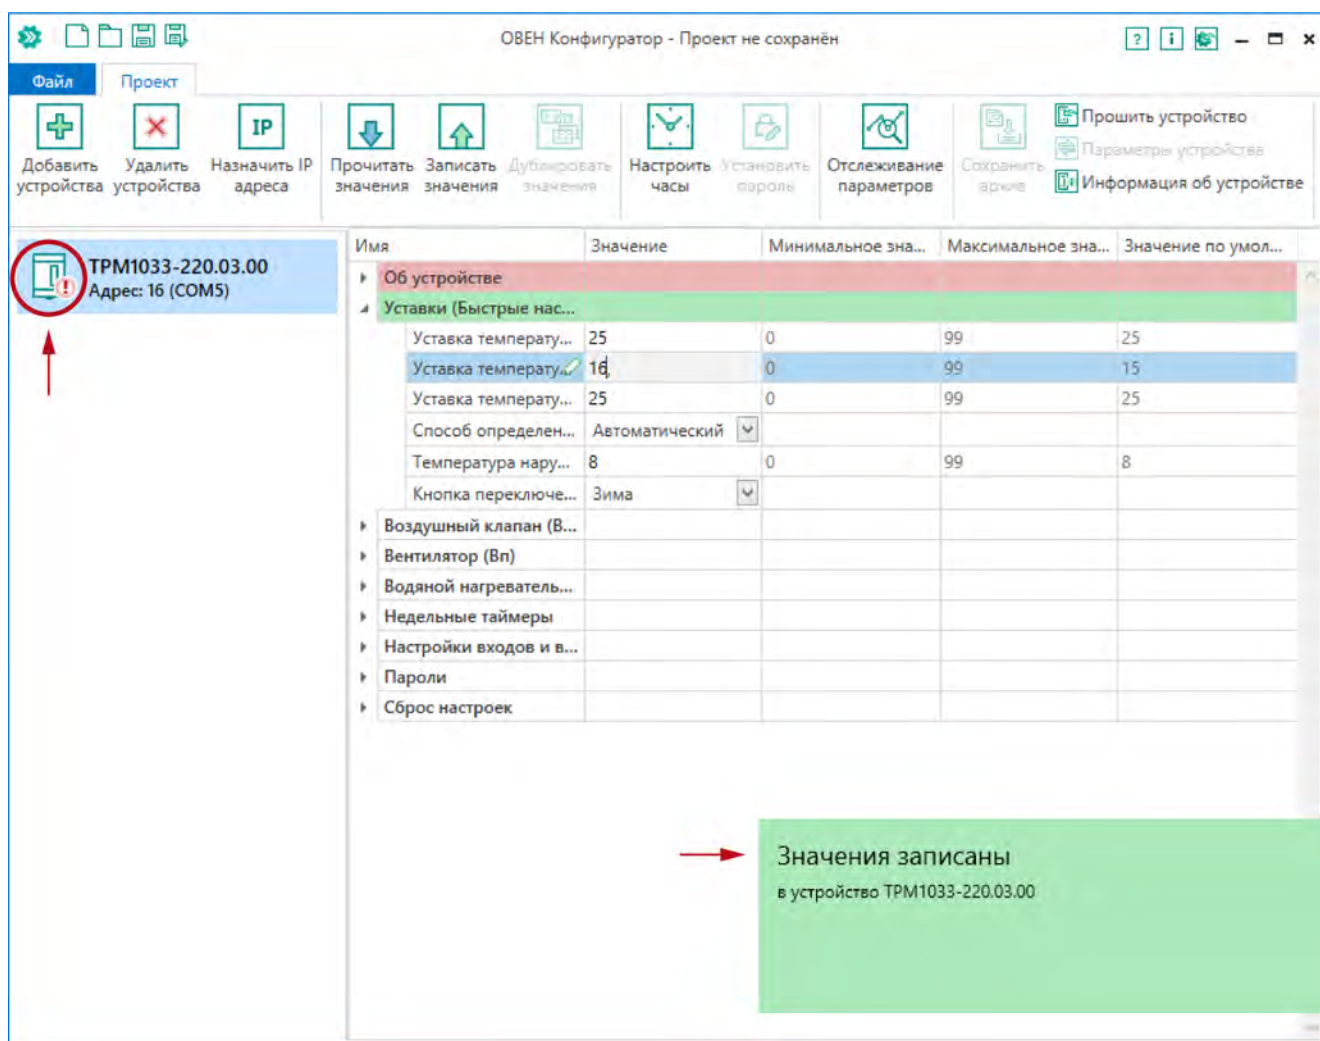 ОВЕН Конфигуратор - Проект не сохранён
Файл Проект
Добавить устройства
Удалить устройства
Назначить IP адреса
Прочитать значения
Записать значения
Дублировать значения
Настроить часы
Установить пароль
Отслеживание параметров
Сохранить архив
Прошить устройство
Параметры устройства
Информация об устройстве
ТРМ1033-220.03.00
Адрес: 16 (COM5)
Имя Значение Минимальное зна... Максимальное зна... Значение по умол...
Об устройстве
Уставки (Быстрые нас...
Уставка температу... 25 0 99 25
Уставка температу... 16 0 99 15
Уставка температу... 25 0 99 25
Способ определен... Автоматический
Температура нару... 8 0 99 8
Кнопка переключе... Зима
Воздушный клапан (В...
Вентилятор (Вп)
Водяной нагреватель...
Недельные таймеры
Настройки входов и в...
Пароли
Сброс настроек
Значения записаны
в устройство ТРМ1033-220.03.00